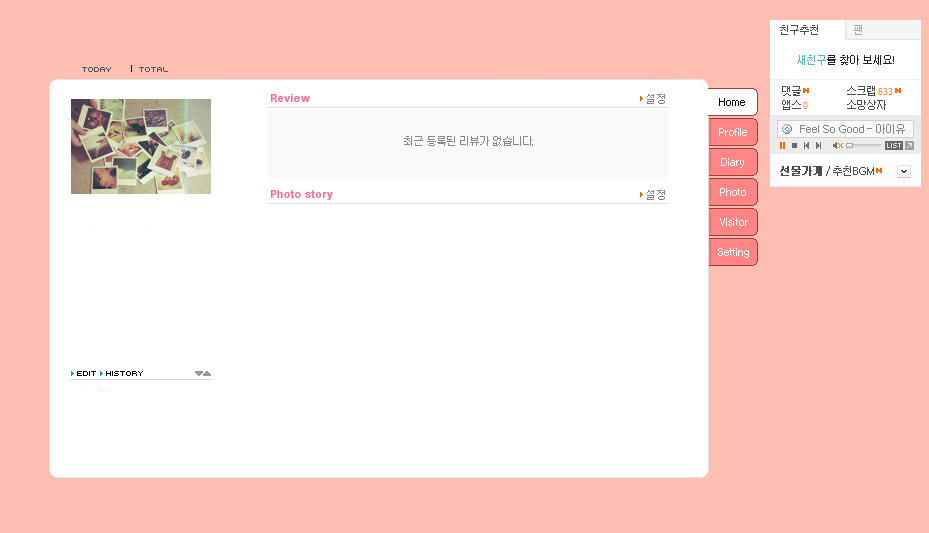 TODAY | TOTAL
Review
설정
최근 등록된 리뷰가 없습니다.
Photo story
설정
EDIT HISTORY
Home
Profile
Diary
Photo
Visitor
Setting
친구추천 팬
새친구를 찾아 보세요!
댓글 N 스크랩 833 N
앱스 0 소망상자
Feel So Good - 아이유
LIST
선물가게 / 추천BGM N